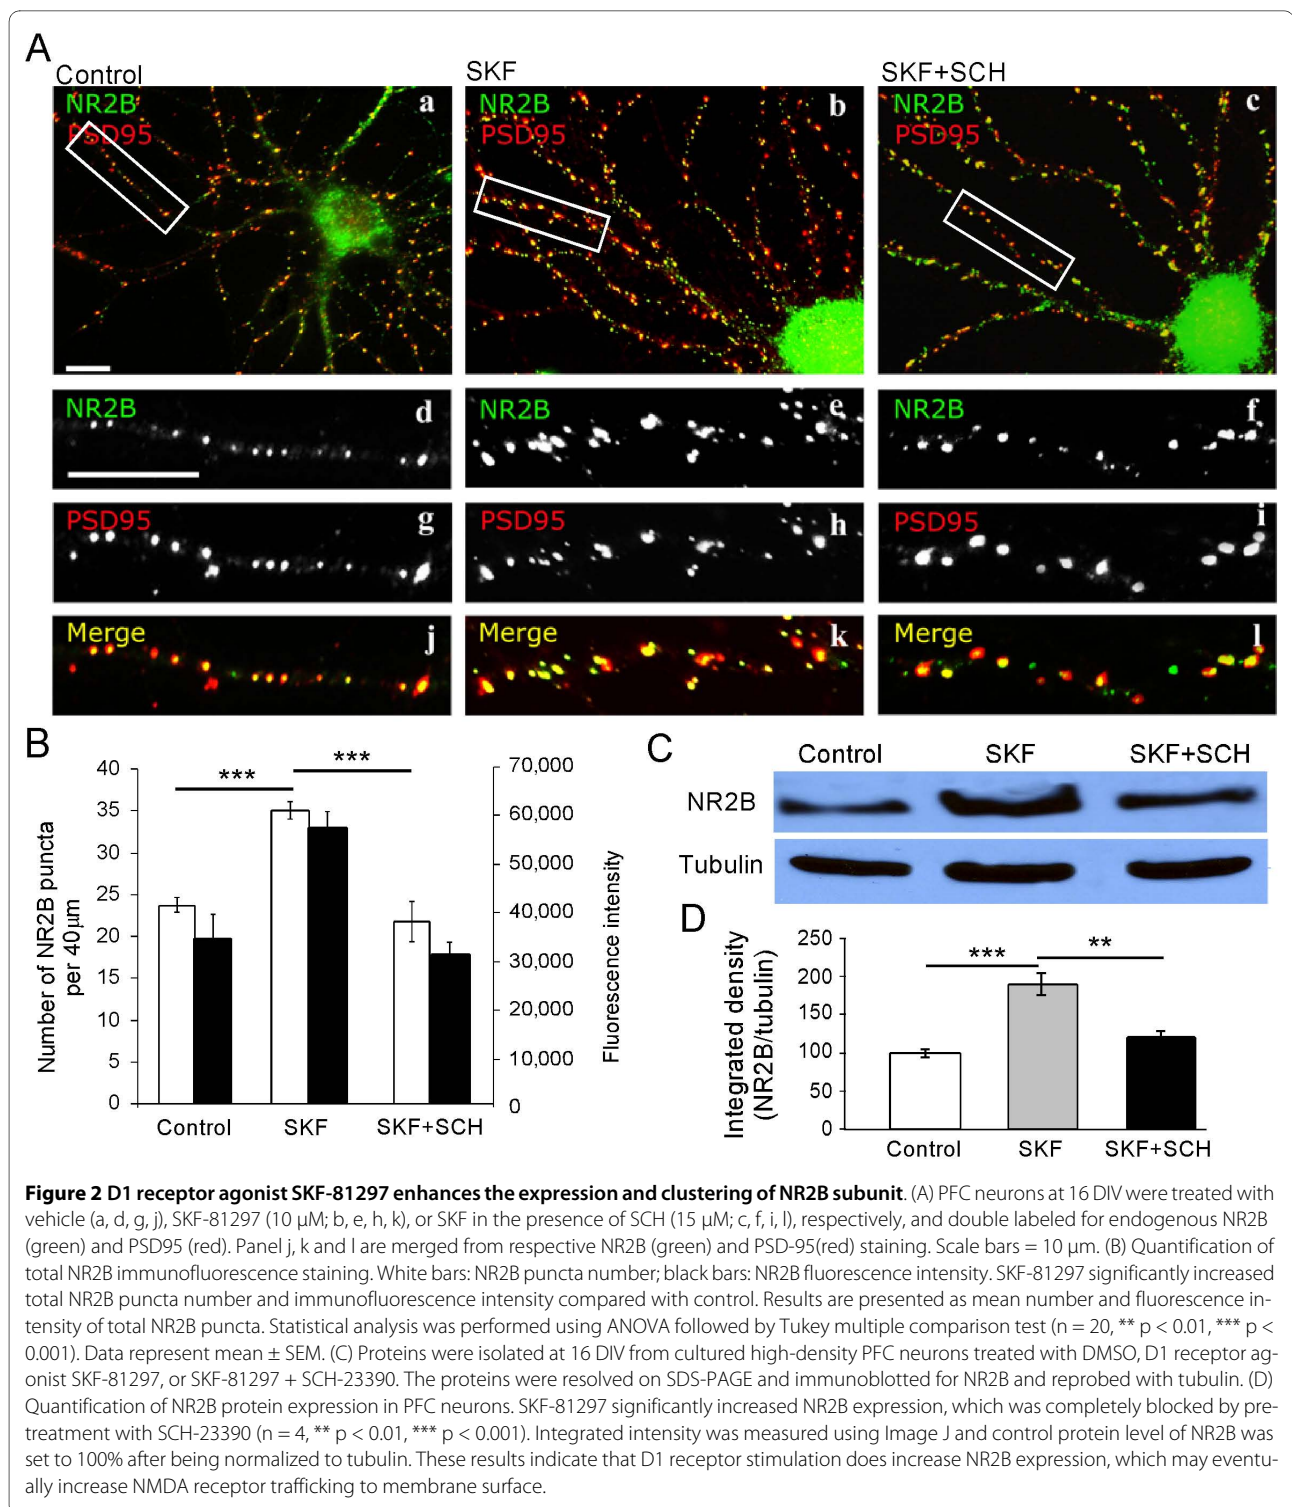 A
Control
SKF
SKF+SCH
NR2B
PSD95
a
NR2B
PSD95
b
NR2B
PSD95
c
NR2B
d
NR2B
e
NR2B
f
PSD95
g
PSD95
h
PSD95
i
Merge
j
Merge
k
Merge
l
B
Number of NR2B puncta
per 40µm
40
35
30
25
20
15
10
5
0
***
***
70,000
60,000
50,000
40,000
30,000
20,000
10,000
0
Fluorescence intensity
Control
SKF
SKF+SCH
C
Control
SKF
SKF+SCH
NR2B
Tubulin
D
Integrated density
(NR2B/tubulin)
250
200
150
100
50
0
***
**
Control
SKF
SKF+SCH
Figure 2 D1 receptor agonist SKF-81297 enhances the expression and clustering of NR2B subunit. (A) PFC neurons at 16 DIV were treated with
vehicle (a, d, g, j), SKF-81297 (10 µM; b, e, h, k), or SKF in the presence of SCH (15 µM; c, f, i, l), respectively, and double labeled for endogenous NR2B
(green) and PSD95 (red). Panel j, k and l are merged from respective NR2B (green) and PSD-95(red) staining. Scale bars = 10 µm. (B) Quantification of
total NR2B immunofluorescence staining. White bars: NR2B puncta number; black bars: NR2B fluorescence intensity. SKF-81297 significantly increased
total NR2B puncta number and immunofluorescence intensity compared with control. Results are presented as mean number and fluorescence in-
tensity of total NR2B puncta. Statistical analysis was performed using ANOVA followed by Tukey multiple comparison test (n = 20, ** p < 0.01, *** p <
0.001). Data represent mean ± SEM. (C) Proteins were isolated at 16 DIV from cultured high-density PFC neurons treated with DMSO, D1 receptor ag-
onist SKF-81297, or SKF-81297 + SCH-23390. The proteins were resolved on SDS-PAGE and immunoblotted for NR2B and reprobed with tubulin. (D)
Quantification of NR2B protein expression in PFC neurons. SKF-81297 significantly increased NR2B expression, which was completely blocked by pre-
treatment with SCH-23390 (n = 4, ** p < 0.01, *** p < 0.001). Integrated intensity was measured using Image J and control protein level of NR2B was
set to 100% after being normalized to tubulin. These results indicate that D1 receptor stimulation does increase NR2B expression, which may eventu-
ally increase NMDA receptor trafficking to membrane surface.